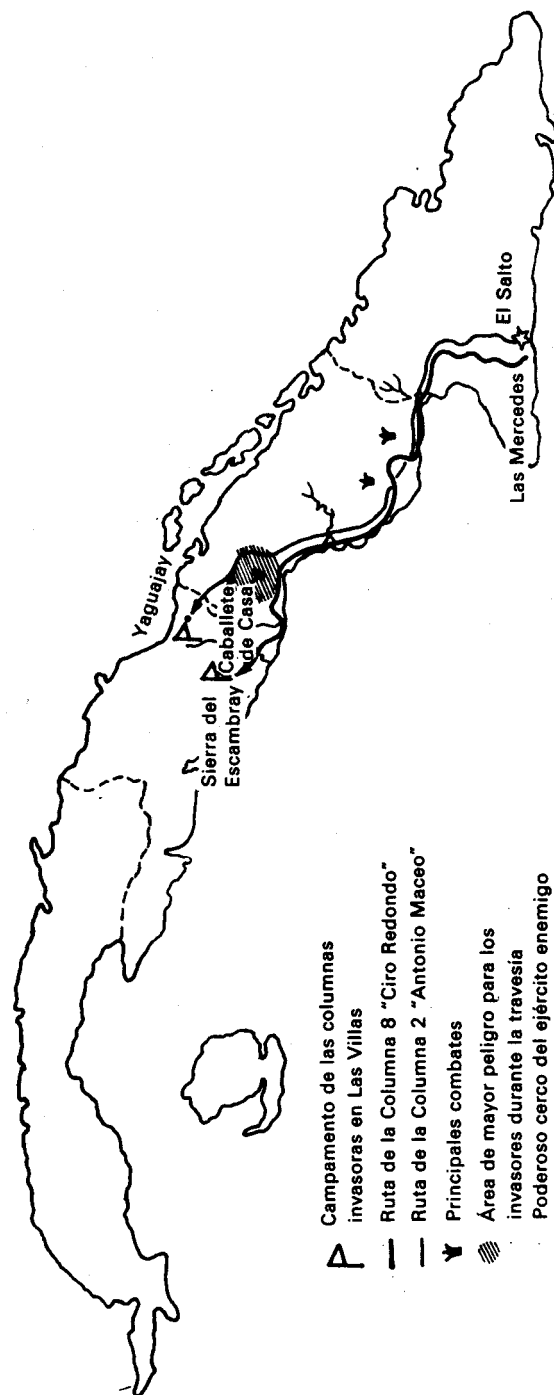 Yaguajay
Caballete
de Casa
Sierra del
Escambray
Las Mercedes
El Salto
Campamento de las columnas
invasoras en Las Villas
Ruta de la Columna 8 "Ciro Redondo"
Ruta de la Columna 2 "Antonio Maceo"
Principales combates
Área de mayor peligro para los
invasores durante la travesía
Poderoso cerco del ejército enemigo